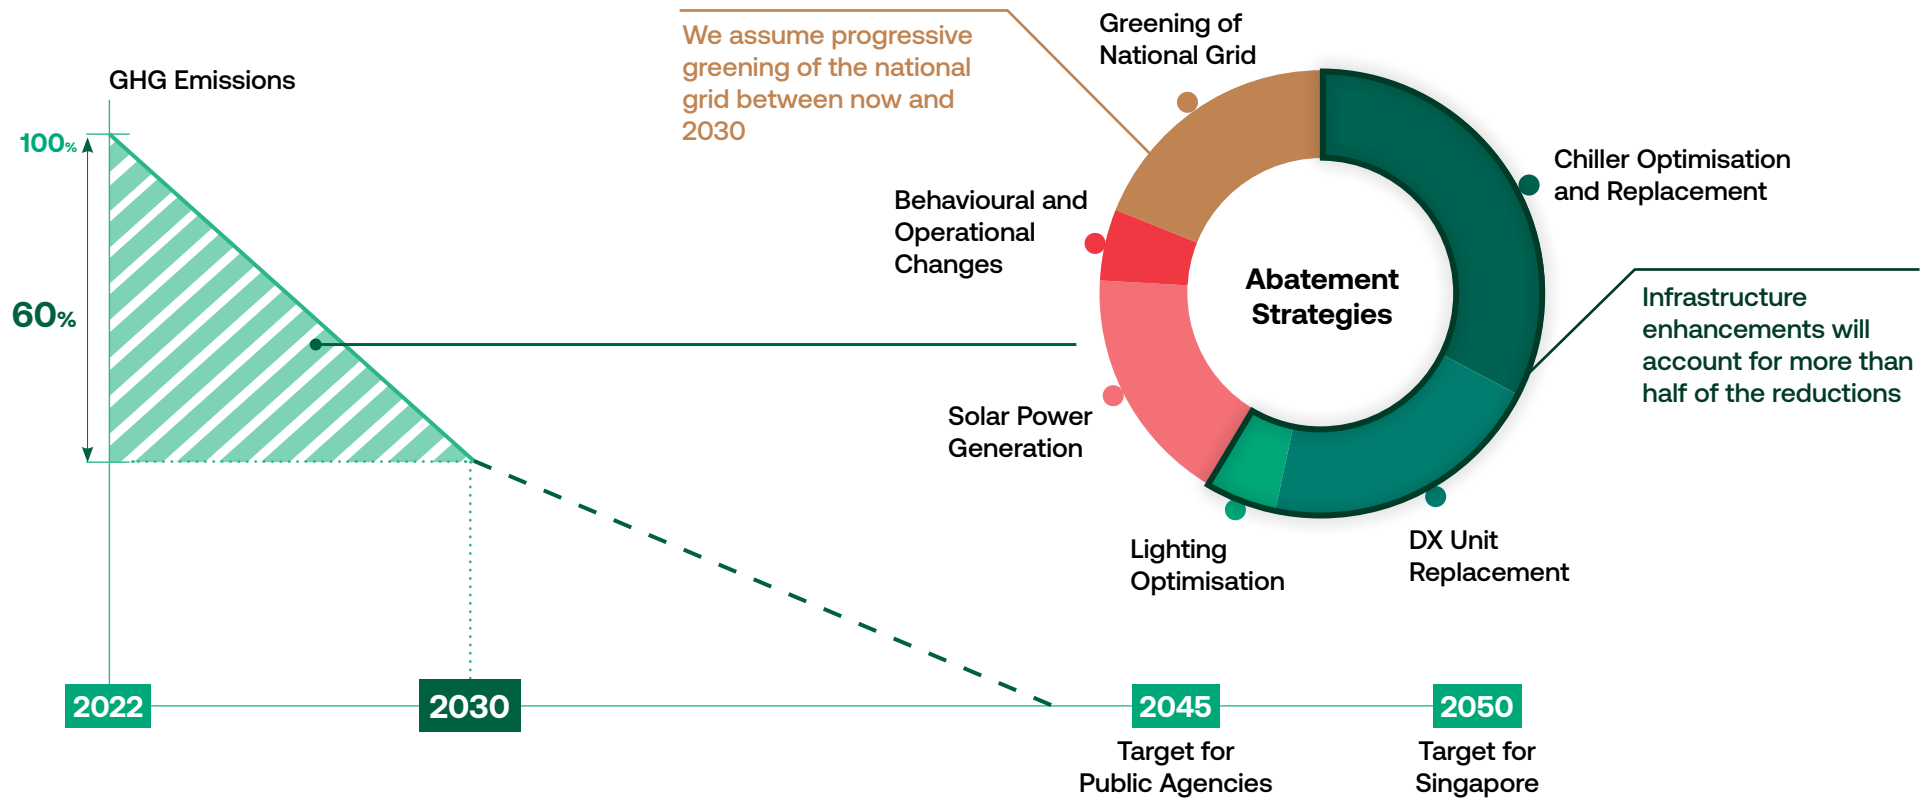 GHG Emissions
100%
60%
We assume progressive
greening of the national
grid between now and
2030
Greening of
National Grid
Behavioural and
Operational
Changes
Solar Power
Generation
Abatement
Strategies
Chiller Optimisation
and Replacement
Infrastructure
enhancements will
account for more than
half of the reductions
Lighting
Optimisation
DX Unit
Replacement
2022
2030
2045
2050
Target for
Public Agencies
Target for
Singapore